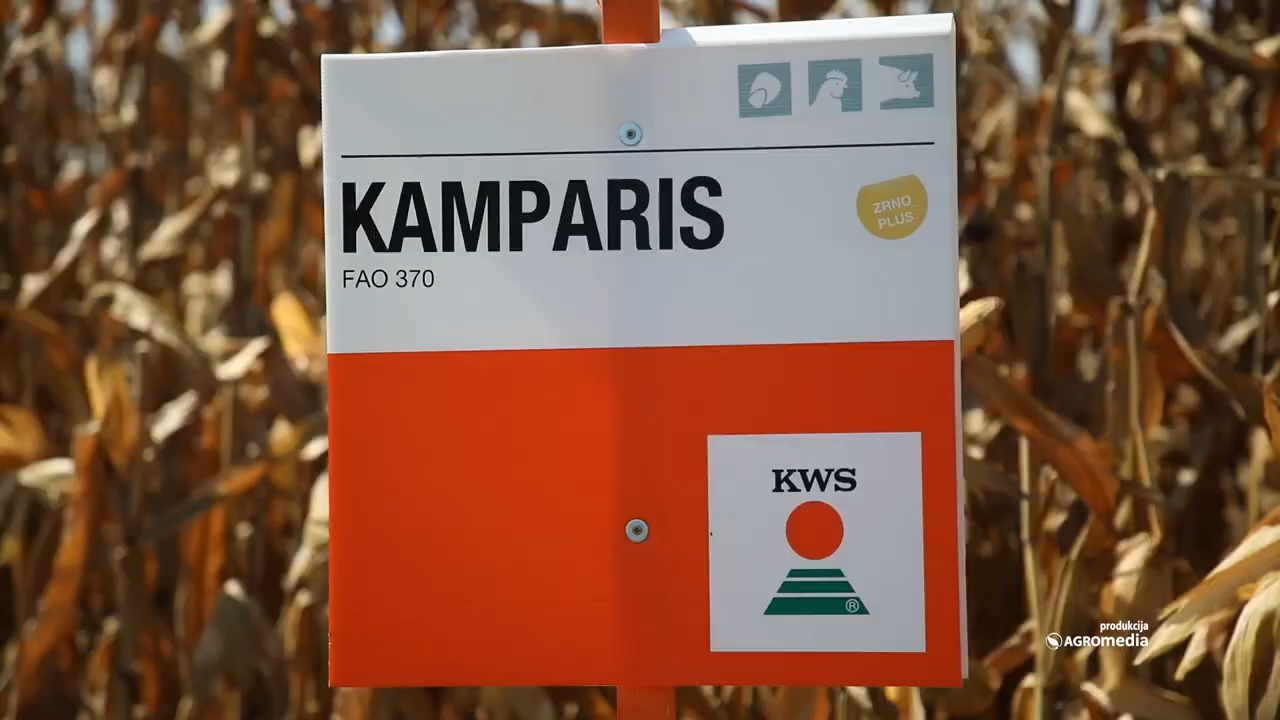 KAMPARIS
FAO 370
ZRNO
PLUS
KWS
®
produkcija
AGROmedia